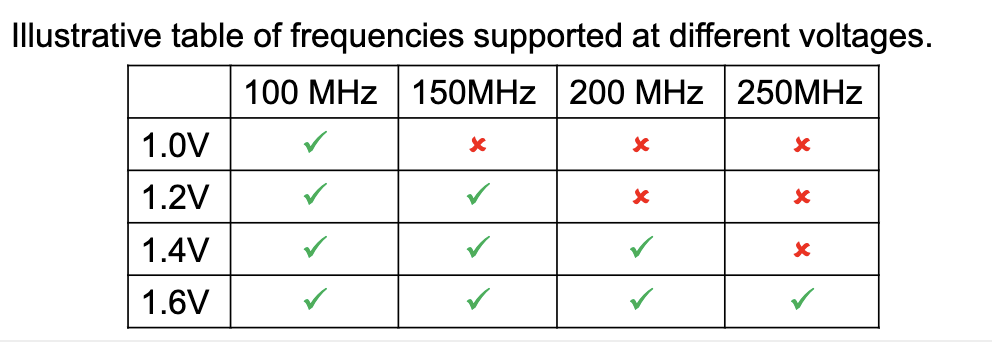 Illustrative table of frequencies supported at different voltages.
100 MHz 150MHz 200 MHz 250MHz
1.0V ✓ ✘ ✘ ✘
1.2V ✓ ✓ ✘ ✘
1.4V ✓ ✓ ✓ ✘
1.6V ✓ ✓ ✓ ✓